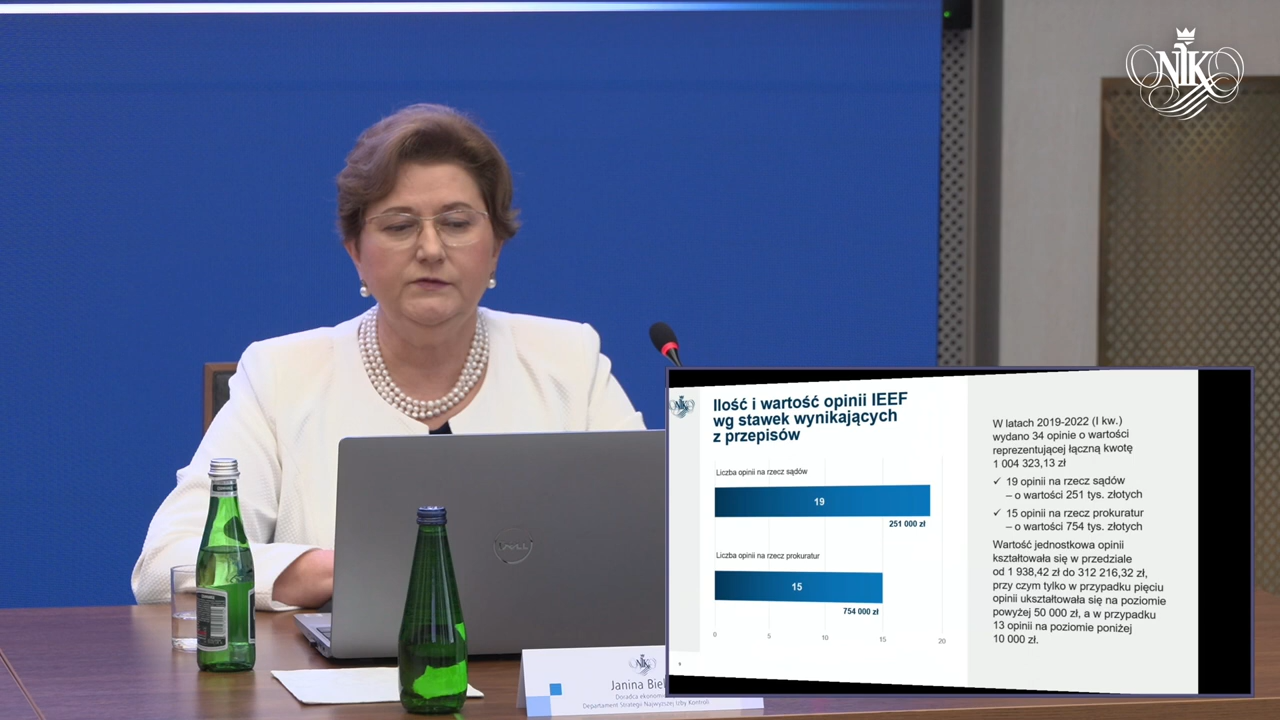 NIK
NIK
Ilość i wartość opinii IEEF
wg stawek wynikających
z przepisów
Liczba opinii na rzecz sądów
19
251 000 zł
Liczba opinii na rzecz prokuratur
15
754 000 zł
0 5 10 15 20
9
W latach 2019-2022 (I kw.)
wydano 34 opinie o wartości
reprezentującej łączną kwotę
1 004 323,13 zł
✓ 19 opinii na rzecz sądów
– o wartości 251 tys. złotych
✓ 15 opinii na rzecz prokuratur
– o wartości 754 tys. złotych
Wartość jednostkowa opinii
kształtowała się w przedziale
od 1 938,42 zł do 312 216,32 zł,
przy czym tylko w przypadku pięciu
opinii ukształtowała się na poziomie
powyżej 50 000 zł, a w przypadku
13 opinii na poziomie poniżej
10 000 zł.
DELL
NIK
Janina
Doradca
Departament Strategii Najwyższej Izby Kontroli